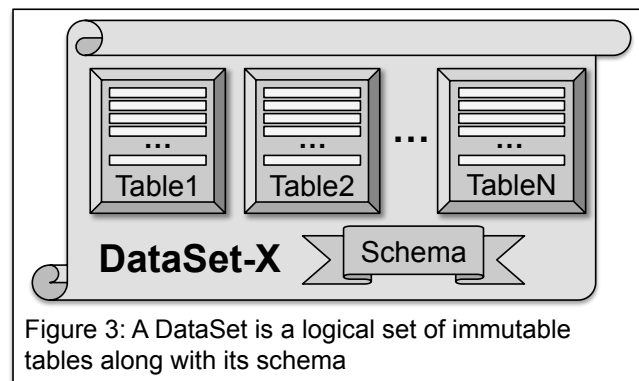 ... ... ... ...
Table1 Table2 TableN
DataSet-X Schema
Figure 3: A DataSet is a logical set of immutable
tables along with its schema